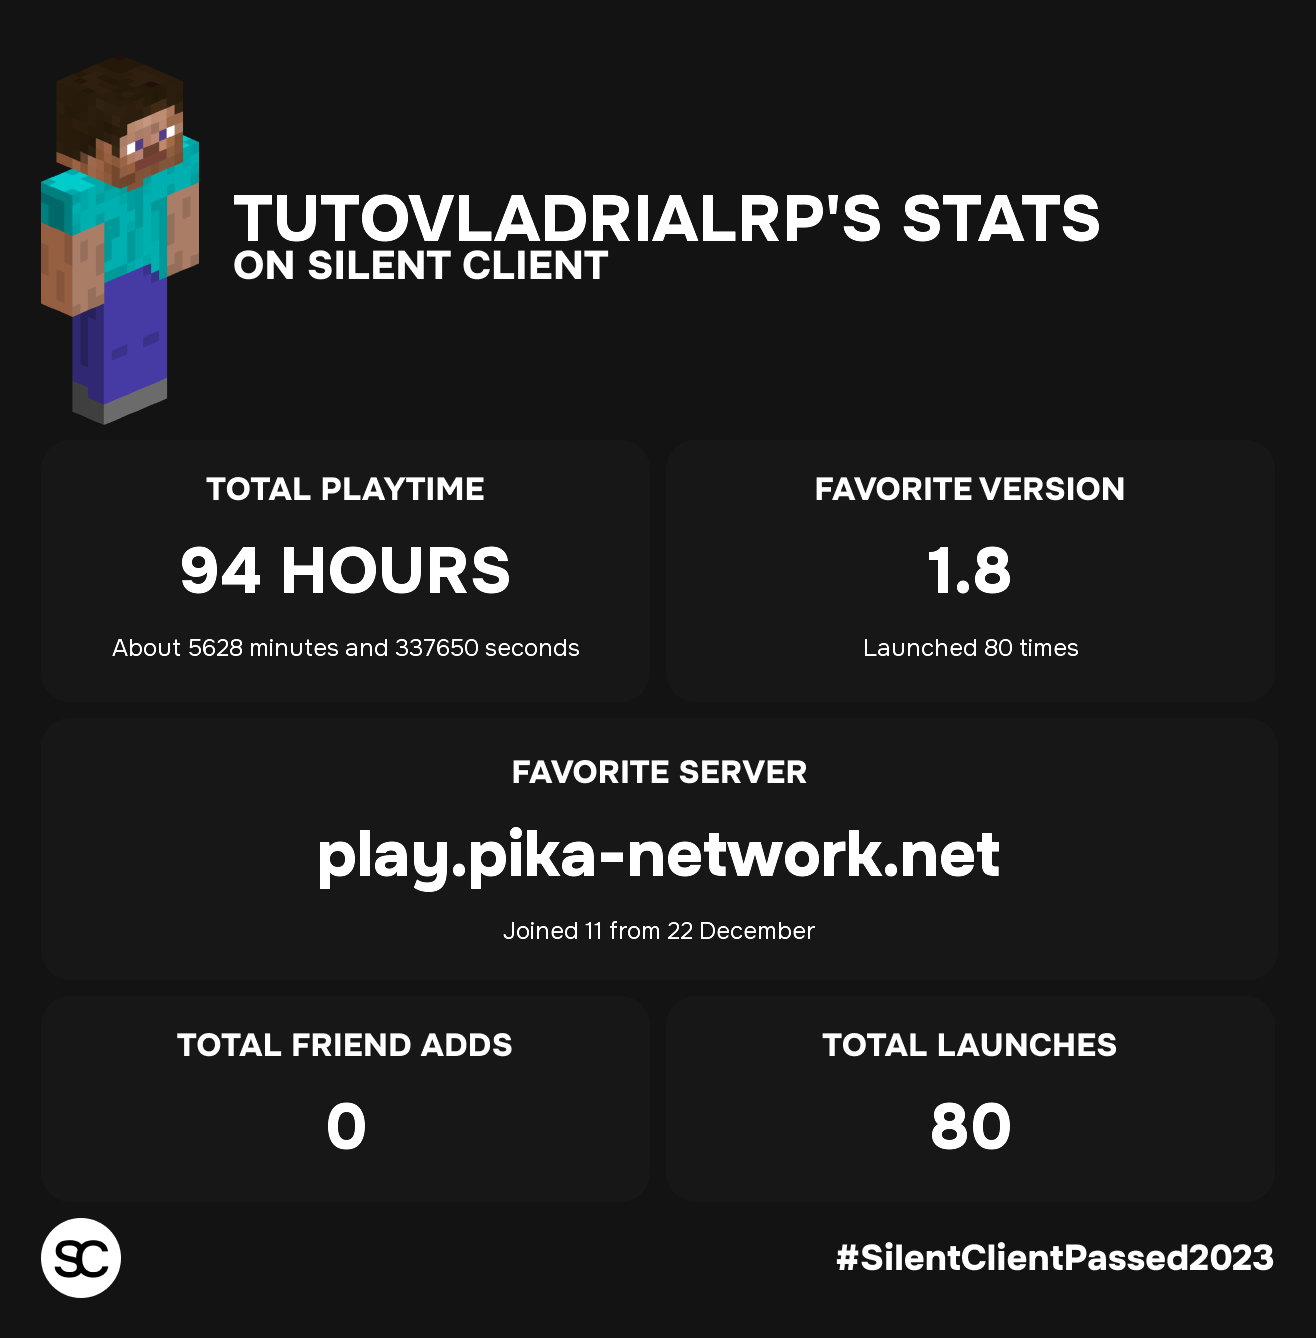 TUTOVLADRIALRP'S STATS
ON SILENT CLIENT
TOTAL PLAYTIME
94 HOURS
About 5628 minutes and 337650 seconds
FAVORITE VERSION
1.8
Launched 80 times
FAVORITE SERVER
play.pika-network.net
Joined 11 from 22 December
TOTAL FRIEND ADDS
0
TOTAL LAUNCHES
80
SC
#SilentClientPassed2023